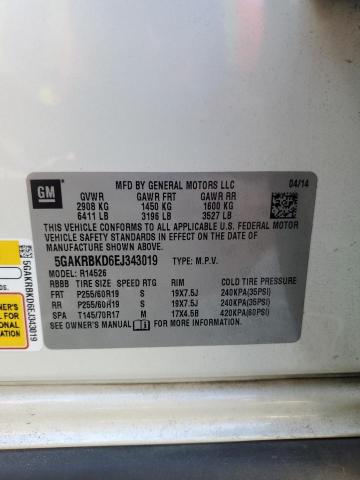 GM
MFD BY GENERAL MOTORS LLC 04/14
GVWR GAWR FRT GAWR RR
2908 KG 1450 KG 1600 KG
6411 LB 3196 LB 3527 LB
THIS VEHICLE CONFORMS TO ALL APPLICABLE U.S. FEDERAL MOTOR
VEHICLE SAFETY AND THEFT PREVENTION STANDARDS IN EFFECT ON THE DATE OF
MANUFACTURE SHOWN ABOVE.
5GAKRBKD6EJ343019 TYPE: M.P.V.
MODEL: R14526
RBBB TIRE SIZE SPEED RTG RIM COLD TIRE PRESSURE
FRT P255/60R19 S 19X7.5J 240KPA(35PSI)
RR P255/60R19 S 19X7.5J 240KPA(35PSI)
SPA T145/70R17 M 17X4.5B 420KPA(60PSI)
SEE OWNER'S MANUAL FOR MORE INFORMATION.
5GAKRBKD6EJ343019
OWNER'S